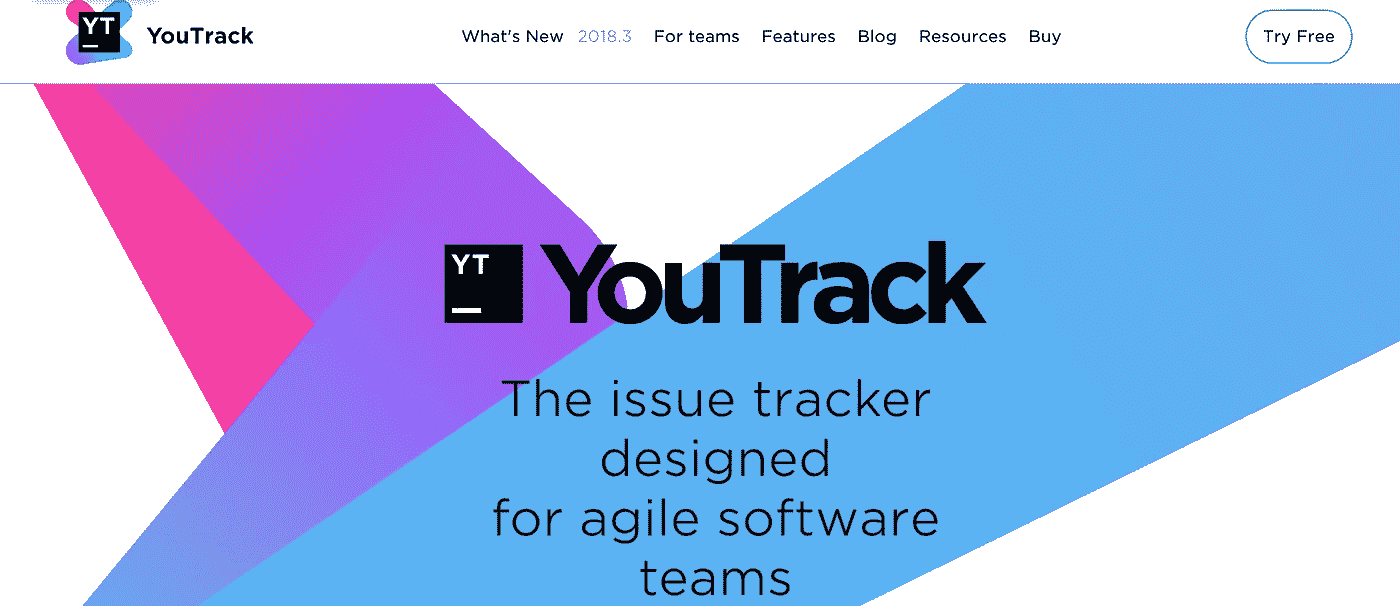 YT
YouTrack
What's New 2018.3 For teams Features Blog Resources Buy
Try Free
YT
YouTrack
The issue tracker
designed
for agile software
teams